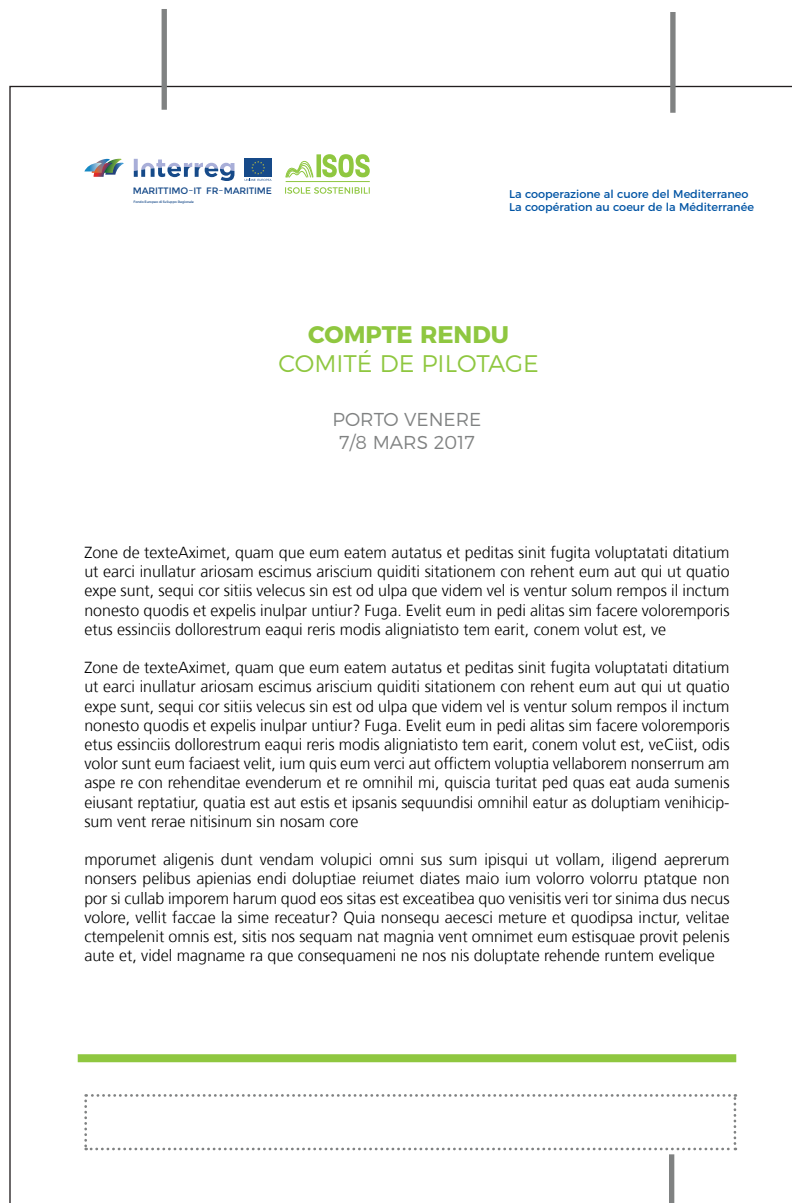 Interreg
UNIONE EUROPEA
MARITTIMO-IT FR-MARITIME
Fondo Europeo di Sviluppo Regionale
ISOS
ISOLE SOSTENIBILI
La cooperazione al cuore del Mediterraneo
La coopération au coeur de la Méditerranée
COMPTE RENDU
COMITÉ DE PILOTAGE
PORTO VENERE
7/8 MARS 2017
Zone de texteAximet, quam que eum eatem autatus et peditas sinit fugita voluptatati ditatium
ut earci inullatur ariosam escimus ariscium quiditi sitationem con rehent eum aut qui ut quatio
expe sunt, sequi cor sitiis velecus sin est od ulpa que videm vel is ventur solum rempos il inctum
nonesto quodis et expelis inulpar untiur? Fuga. Evelit eum in pedi alitas sim facere voloremporis
etus essinciis dollorestrum eaqui reris modis aligniatisto tem earit, conem volut est, ve
Zone de texteAximet, quam que eum eatem autatus et peditas sinit fugita voluptatati ditatium
ut earci inullatur ariosam escimus ariscium quiditi sitationem con rehent eum aut qui ut quatio
expe sunt, sequi cor sitiis velecus sin est od ulpa que videm vel is ventur solum rempos il inctum
nonesto quodis et expelis inulpar untiur? Fuga. Evelit eum in pedi alitas sim facere voloremporis
etus essinciis dollorestrum eaqui reris modis aligniatisto tem earit, conem volut est, veCiist, odis
volor sunt eum faciaest velit, ium quis eum verci aut offictem voluptia vellaborem nonserrum am
aspe re con rehenditae evenderum et re omnihil mi, quiscia turitat ped quas eat auda sumenis
eiusant reptatiur, quatia est aut estis et ipsanis sequundisi omnihil eatur as doluptiam venihicip-
sum vent rerae nitisinum sin nosam core
mporumet aligenis dunt vendam volupici omni sus sum ipisqui ut vollam, iligend aeprerum
nonsers pelibus apienias endi doluptiae reiumet diates maio ium volorro volorru ptatque non
por si cullab imporem harum quod eos sitas est exceatibea quo venisitis veri tor sinima dus necus
volore, vellit faccae la sime receatur? Quia nonsequ aecesci meture et quodipsa inctur, velitae
ctempelenit omnis est, sitis nos sequam nat magnia vent omnimet eum estisquae provit pelenis
aute et, videl magname ra que consequameni ne nos nis doluptate rehende runtem evelique